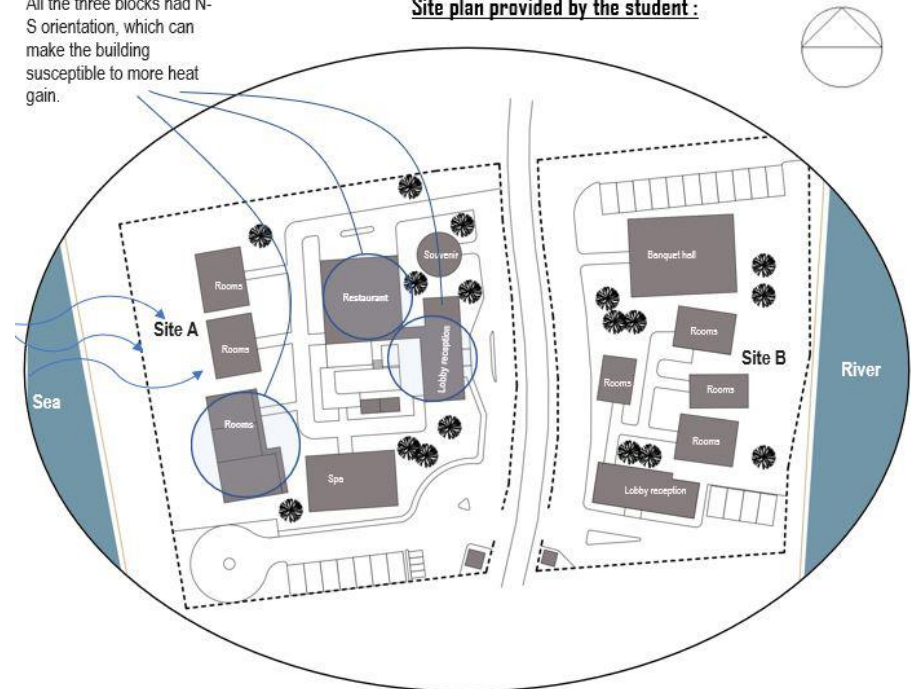 All the three blocks had N-
S orientation, which can
make the building
susceptible to more heat
gain.
Site plan provided by the student :
Souvenir
Banquet hall
Rooms
Restaurant
Site A
Rooms
Lobby reception
Rooms
Site B
Rooms
Rooms
River
Sea
Rooms
Rooms
Spa
Lobby reception